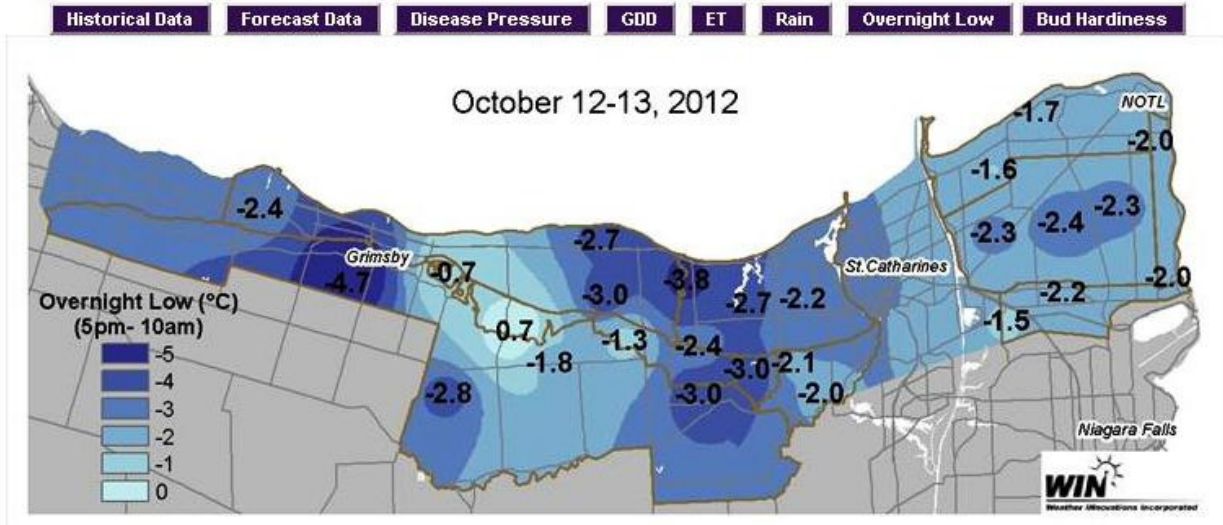 Historical Data
Forecast Data
Disease Pressure
GDD
ET
Rain
Overnight Low
Bud Hardiness
October 12-13, 2012
NOTL
-1.7
-2.0
-1.6
-2.4
-2.3
-2.4
-2.3
-2.7
Grimsby
-0.7
-4.7
-3.8
St.Catharines
-3.0
-2.7
-2.2
-2.2
-2.0
0.7
-1.3
-2.4
-1.5
-1.8
-3.0
-2.1
-2.8
-3.0
-2.0
Niagara Falls
Overnight Low (ºC)
(5pm- 10am)
-5
-4
-3
-2
-1
0
WIN
Weather INnovations Incorporated